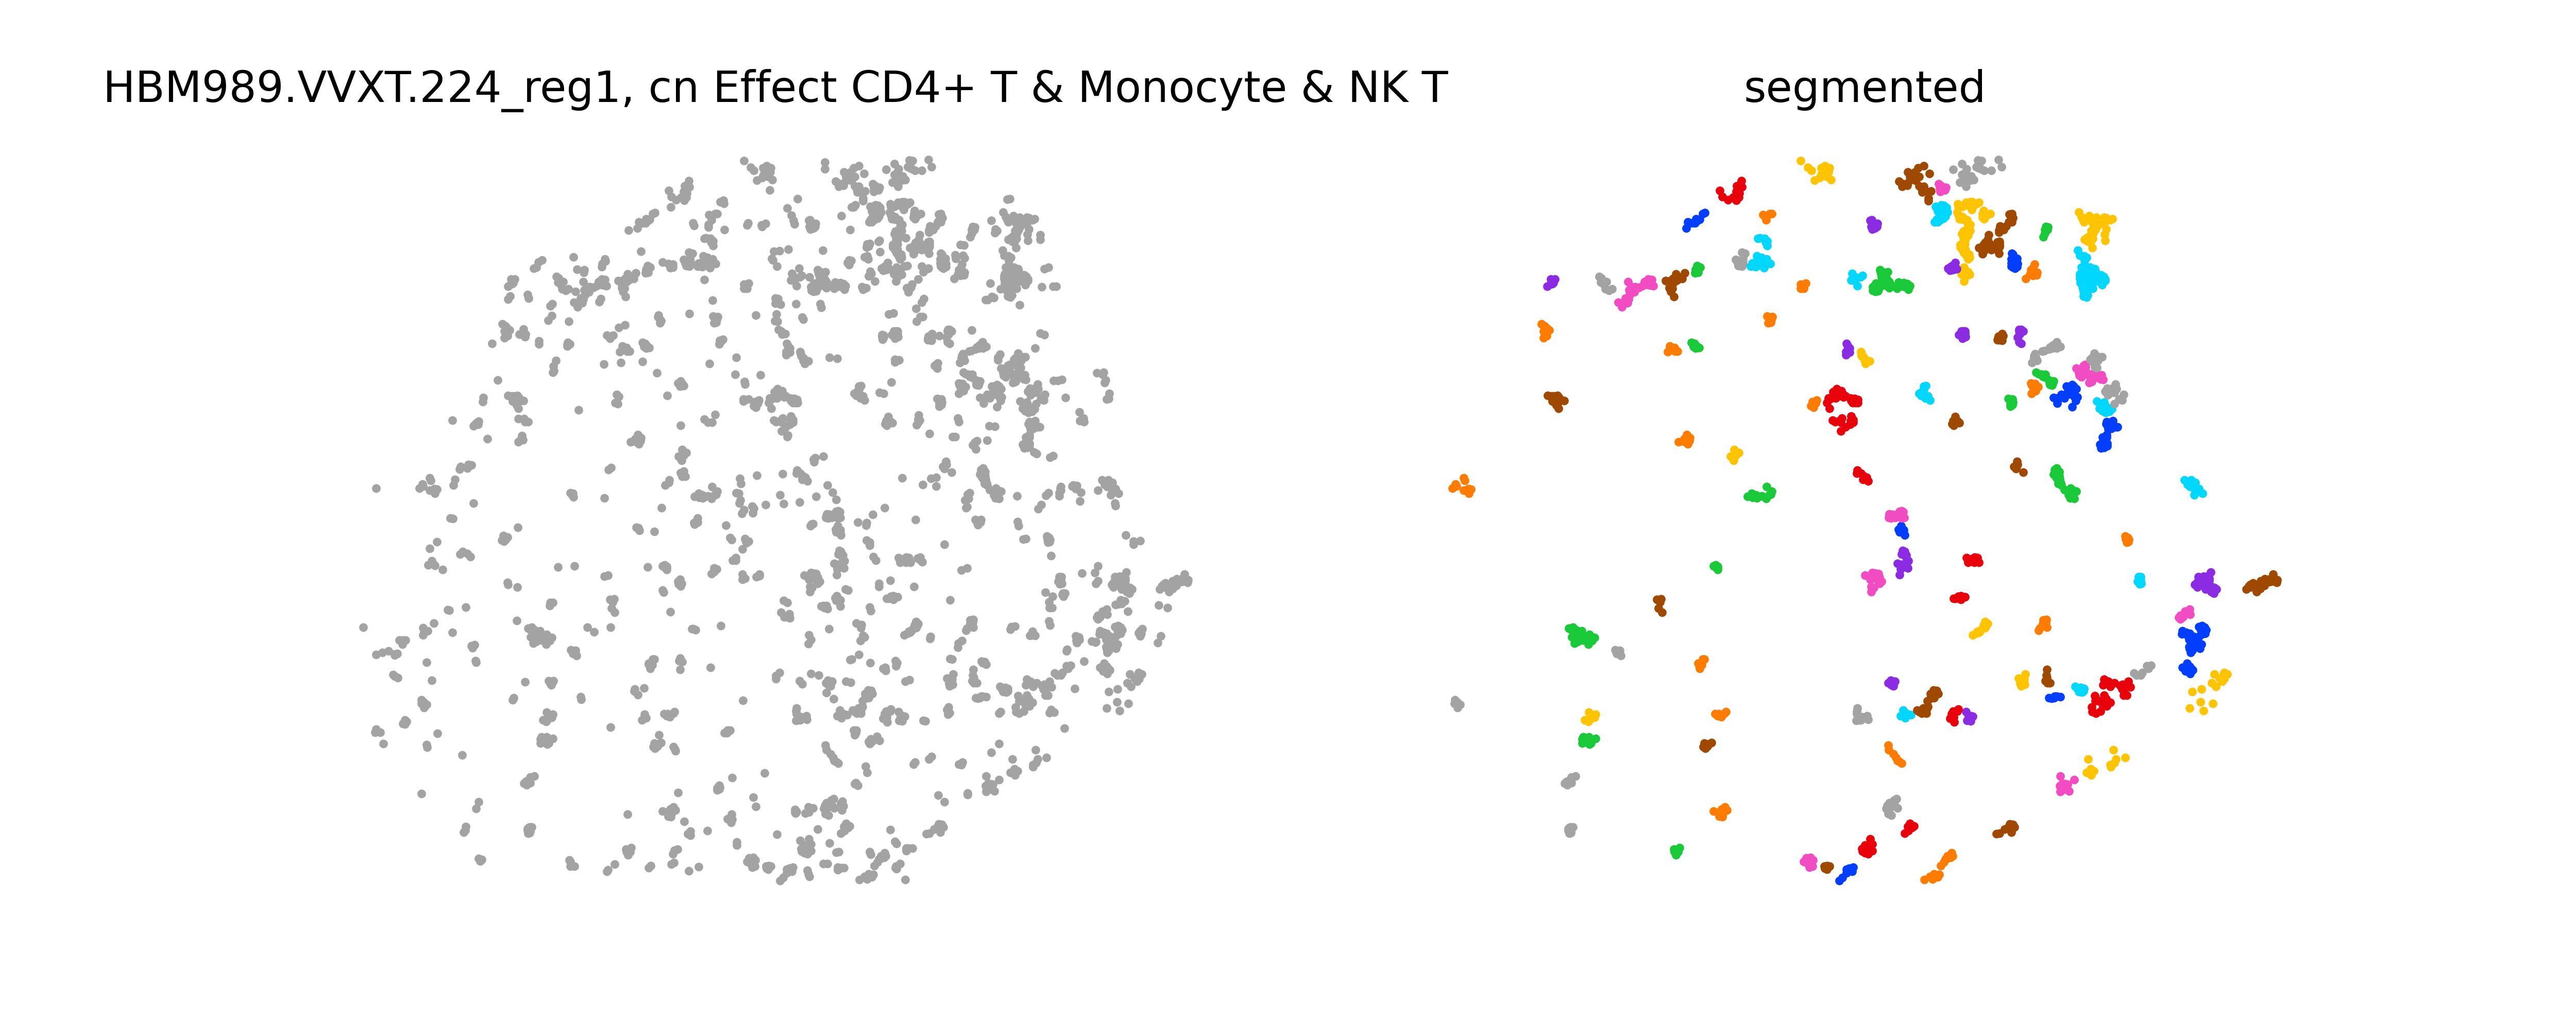 HBM989.VVXT.224_reg1, cn Effect CD4+ T & Monocyte & NK T
segmented